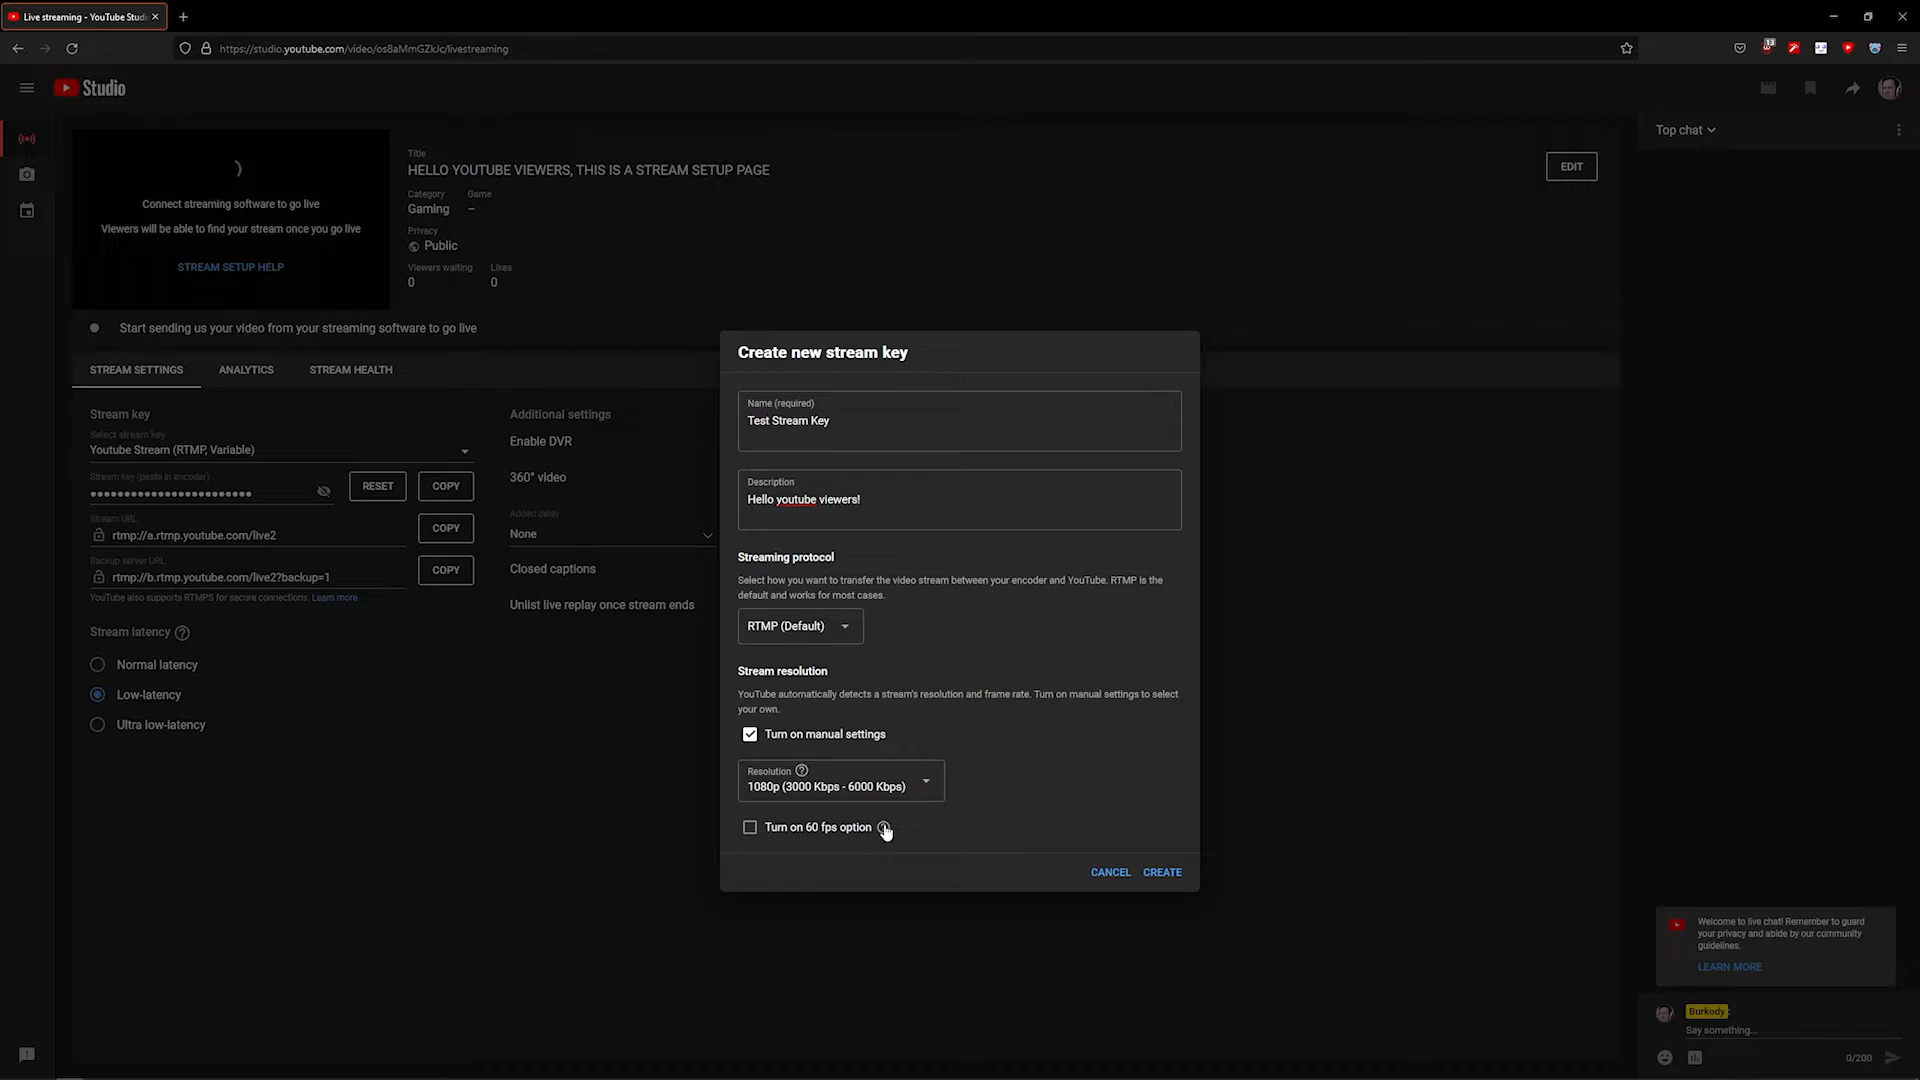 Live streaming - YouTube Studi
https://studio.youtube.com/video/os8aMmGZkJc/livestreaming
13
Studio
Connect streaming software to go live
Viewers will be able to find your stream once you go live
STREAM SETUP HELP
Title
HELLO YOUTUBE VIEWERS, THIS IS A STREAM SETUP PAGE
Category Game
Gaming –
Privacy
Public
Viewers waiting Likes
0 0
EDIT
Top chat
Start sending us your video from your streaming software to go live
STREAM SETTINGS ANALYTICS STREAM HEALTH
Stream key
Select stream key
Youtube Stream (RTMP, Variable)
Stream key (paste in encoder)
••••••••••••••••••••••••
RESET COPY
Stream URL
rtmp://a.rtmp.youtube.com/live2
COPY
Backup server URL
rtmp://b.rtmp.youtube.com/live2?backup=1
COPY
YouTube also supports RTMPS for secure connections. Learn more
Stream latency
Normal latency
Low-latency
Ultra low-latency
Additional settings
Enable DVR
360° video
Added delay
None
Closed captions
Unlist live replay once stream ends
Create new stream key
Name (required)
Test Stream Key
Description
Hello youtube viewers!
Streaming protocol
Select how you want to transfer the video stream between your encoder and YouTube. RTMP is the
default and works for most cases.
RTMP (Default)
Stream resolution
YouTube automatically detects a stream's resolution and frame rate. Turn on manual settings to select
your own.
Turn on manual settings
Resolution
1080p (3000 Kbps - 6000 Kbps)
Turn on 60 fps option
CANCEL CREATE
Welcome to live chat! Remember to guard
your privacy and abide by our community
guidelines.
LEARN MORE
Burkody
Say something...
0/200